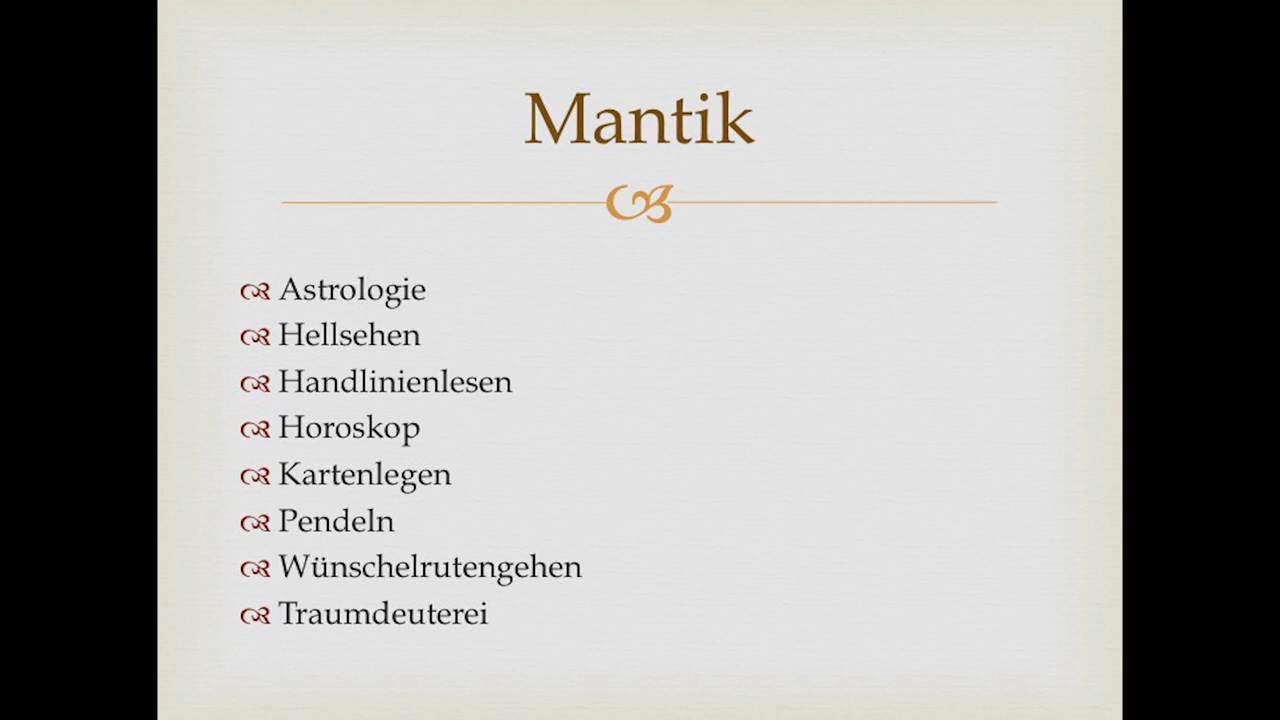 Mantik
Astrologie
Hellsehen
Handlinienlesen
Horoskop
Kartenlegen
Pendeln
Wünschelrutengehen
Traumdeuterei